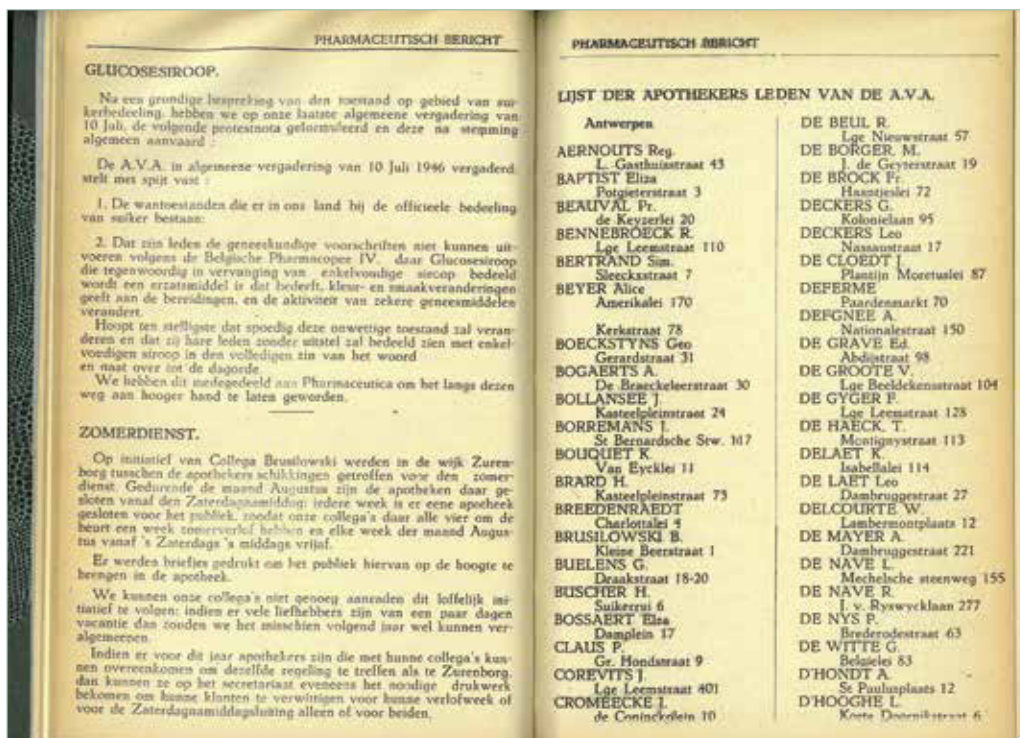 PHARMACEUTISCH BERICHT
GLUCOSESIROOP.
Na een grondige bespreking van den toestand op gebied van sui-
kerbedeeling, hebben we op onze laatste algemeene vergadering van
10 Juli, de volgende protestnota geformuleerd en deze na stemming
algemeen aanvaard :
De A.V.A. in algemeene vergadering van 10 Juli 1946 vergaderd
stelt met spijt vast :
1. De wantoestanden die er in ons land bij de officieele bedeeling
van suiker bestaan:
2. Dat zijn leden de geneeskundige voorschriften niet kunnen uit-
voeren volgens de Belgische Pharmacopee IV, daar Glucosesiroop
die tegenwoordig in vervanging van enkelvoudige siroop bedeeld
wordt een erzatsmiddel is dat bederft, kleur- en smaakveranderingen
geeft aan de bereidingen, en de aktiviteit van zekere geneesmiddelen
verandert.
Hoopt ten stelligste dat spoedig deze onwettige toestand zal veran-
deren en dat zij hare leden zonder uitstel zal bedeeld zien met enkel-
voudigen siroop in den volledigen zin van het woord
en gaat over tot de dagorde.
We hebben dit medegedeeld aan Pharmaceutica om het langs dezen
weg aan hooger hand te laten geworden.
ZOMERDIENST.
Op initiatief van Collega Brusilowski werden in de wijk Zuren-
borg tusschen de apothekers schikkingen getroffen voor den zomer-
dienst. Gedurende de maand Augustus zijn de apotheken daar ge-
sloten vanaf den Zaterdagnamiddag; iedere week is er eene apotheek
gesloten voor het publiek, zoodat onze collega's daar alle vier om de
beurt een week zomerverlof hebben en elke week der maand Augus-
tus vanaf 's Zaterdags 's middags vrijaf.
Er werden briefjes gedrukt om het publiek hiervan op de hoogte te
brengen in de apotheek.
We kunnen onze collega's niet genoeg aanraden dit loffelijk ini-
tiatief te volgen; indien er vele liefhebbers zijn van een paar dagen
vacantie dan zouden we het misschien volgend jaar wel kunnen ver-
algemeenen.
Indien er voor dit jaar apothekers zijn die met hunne collega's kun-
nen overeenkomen om dezelfde regeling te treffen als te Zurenborg,
dan kunnen ze op het secretariaat eveneens het noodige drukwerk
bekomen om hunne klanten te verwittigen voor hunne verlofweek of
voor de Zaterdagnamiddagsluiting alleen of voor beiden.
PHARMACEUTISCH BERICHT
LIJST DER APOTHEKERS LEDEN VAN DE A.V.A.
Antwerpen
AERNOUTS Reg.
L. Gasthuisstraat 43
BAPTIST Eliza
Potgieterstraat 3
BEAUVAL Pr.
de Keyzerlei 20
BENNEBROECK R.
Lge Leemstraat 110
BERTRAND Sim.
Sleeckxstraat 7
BEYER Alice
Amerikalei 170
Kerkstraat 78
BOECKSTYNS Geo
Gerardstraat 31
BOGAERTS A.
De Braeckeleerstraat 30
BOLLANSEE J.
Kasteelpleinstraat 24
BORREMANS J.
St Bernardsche Stw. 117
BOUQUET K
Van Eycklei 11
BRARD H.
Kasteelpleinstraat 73
BREEDENRAEDT
Charlottalei 4
BRUSILOWSKI B.
Kleine Beerstraat 1
BUELENS G.
Draakstraat 18-20
BUSCHER H.
Suikerrui 6
BOSSAERT Elza
Damplein 17
CLAUS P.
Gr. Hondstraat 9
COREVITS J.
Lge Leemstraat 401
CROMEECKE J.
de Coninckplein 10
DE BEUL R.
Lge Nieuwstraat 57
DE BORGER, M.
J. de Geyterstraat 19
DE BROCK Fr.
Haantjeslei 72
DECKERS G.
Kolonielaan 95
DECKERS Leo
Nassaustraat 17
DE CLOEDT J.
Plantijn Moretuslei 87
DEFERME
Paardenmarkt 70
DEFGNEE A.
Nationalestraat 150
DE GRAVE Ed.
Abdijstraat 98
DE GROOTE V.
Lge Beeldekensstraat 104
DE GYGER F.
Lge Leemstraat 128
DE HAECK, T.
Montignystraat 113
DELAET K.
Isabellalei 114
DE LAET Leo
Dambruggestraat 27
DELCOURTE W.
Lambermontplaats 12
DE MAYER A.
Dambruggestraat 221
DE NAVE L.
Mechelsche steenweg 155
DE NAVE R.
J. v. Ryswycklaan 277
DE NYS P.
Brederodestraat 63
DE WITTE G.
Belgielei 83
D'HONDT A.
St Paulusplaats 12
D'HOOGHE L.
Korte Doornikstraat 6